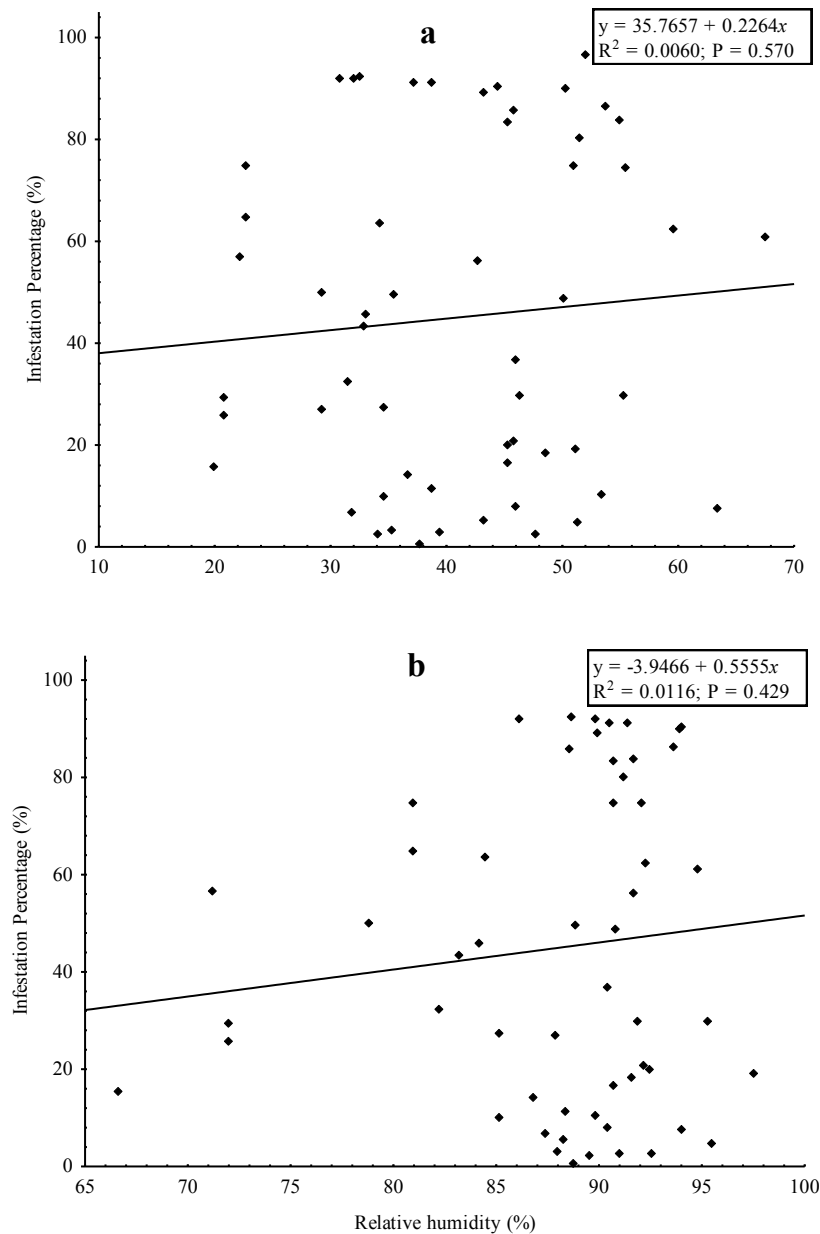 a
y = 35.7657 + 0.2264x
R² = 0.0060; P = 0.570
Infestation Percentage (%)
100
80
60
40
20
0
10 20 30 40 50 60 70
b
y = -3.9466 + 0.5555x
R² = 0.0116; P = 0.429
Infestation Percentage (%)
100
80
60
40
20
0
65 70 75 80 85 90 95 100
Relative humidity (%)